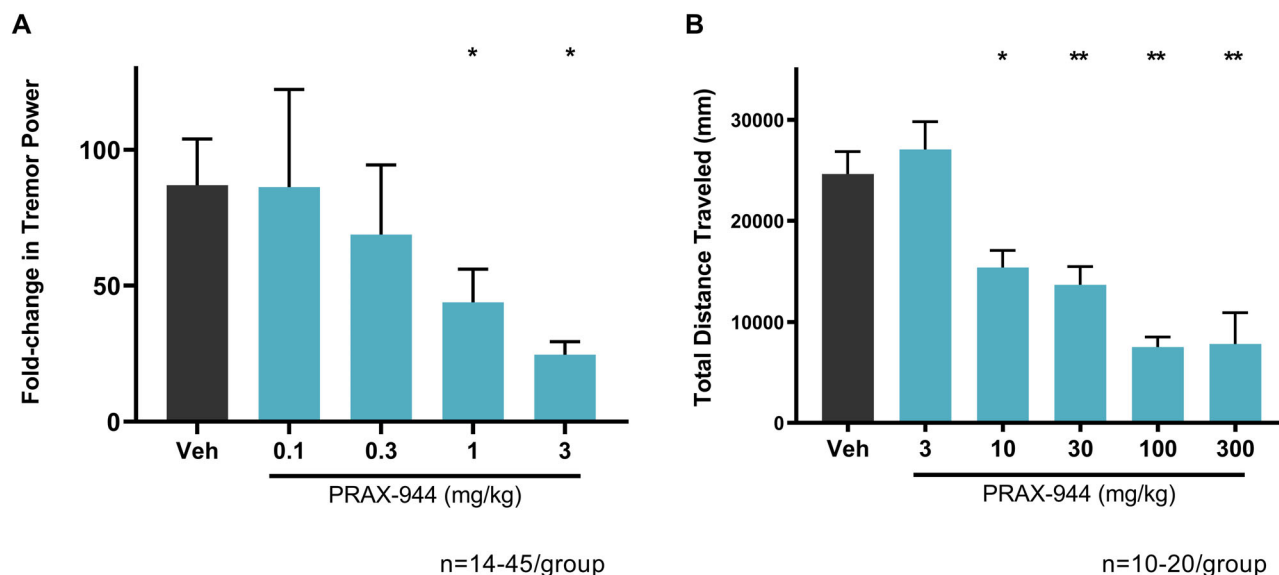 A
Fold-change in Tremor Power
100
50
0
* *
Veh 0.1 0.3 1 3
PRAX-944 (mg/kg)
n=14-45/group
B
Total Distance Traveled (mm)
30000
20000
10000
0
* ** ** **
Veh 3 10 30 100 300
PRAX-944 (mg/kg)
n=10-20/group